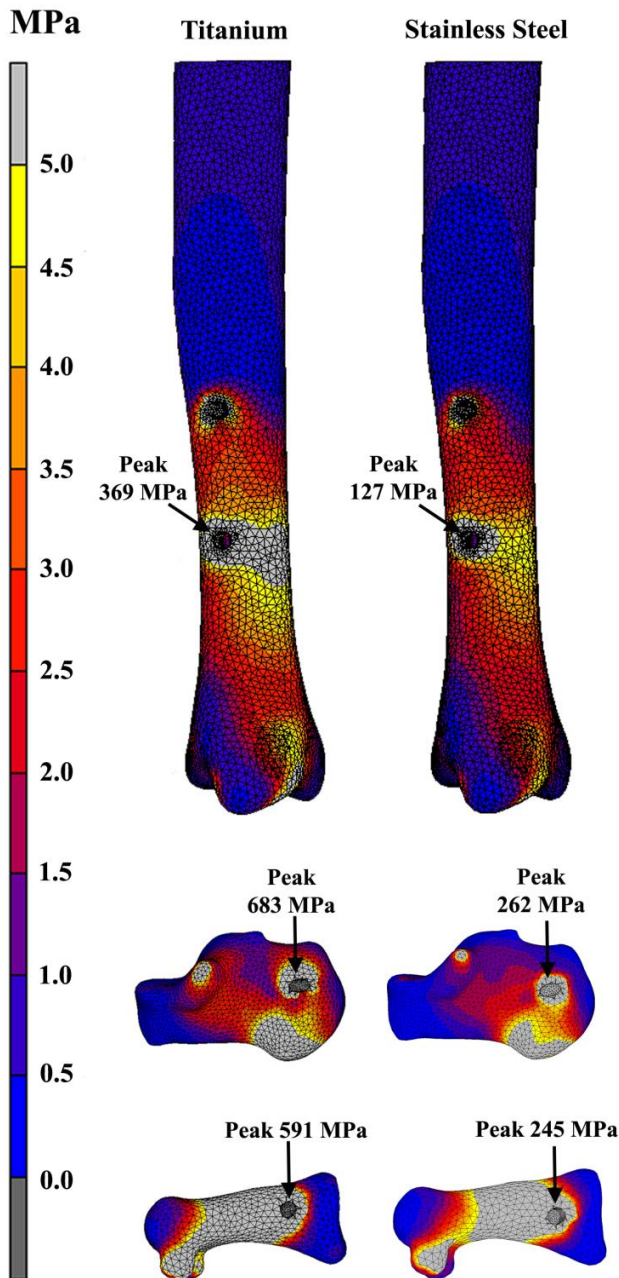 MPa
Titanium
Stainless Steel
5.0
4.5
4.0
3.5
3.0
2.5
2.0
1.5
1.0
0.5
0.0
Peak
369 MPa
Peak
127 MPa
Peak
683 MPa
Peak
262 MPa
Peak 591 MPa
Peak 245 MPa